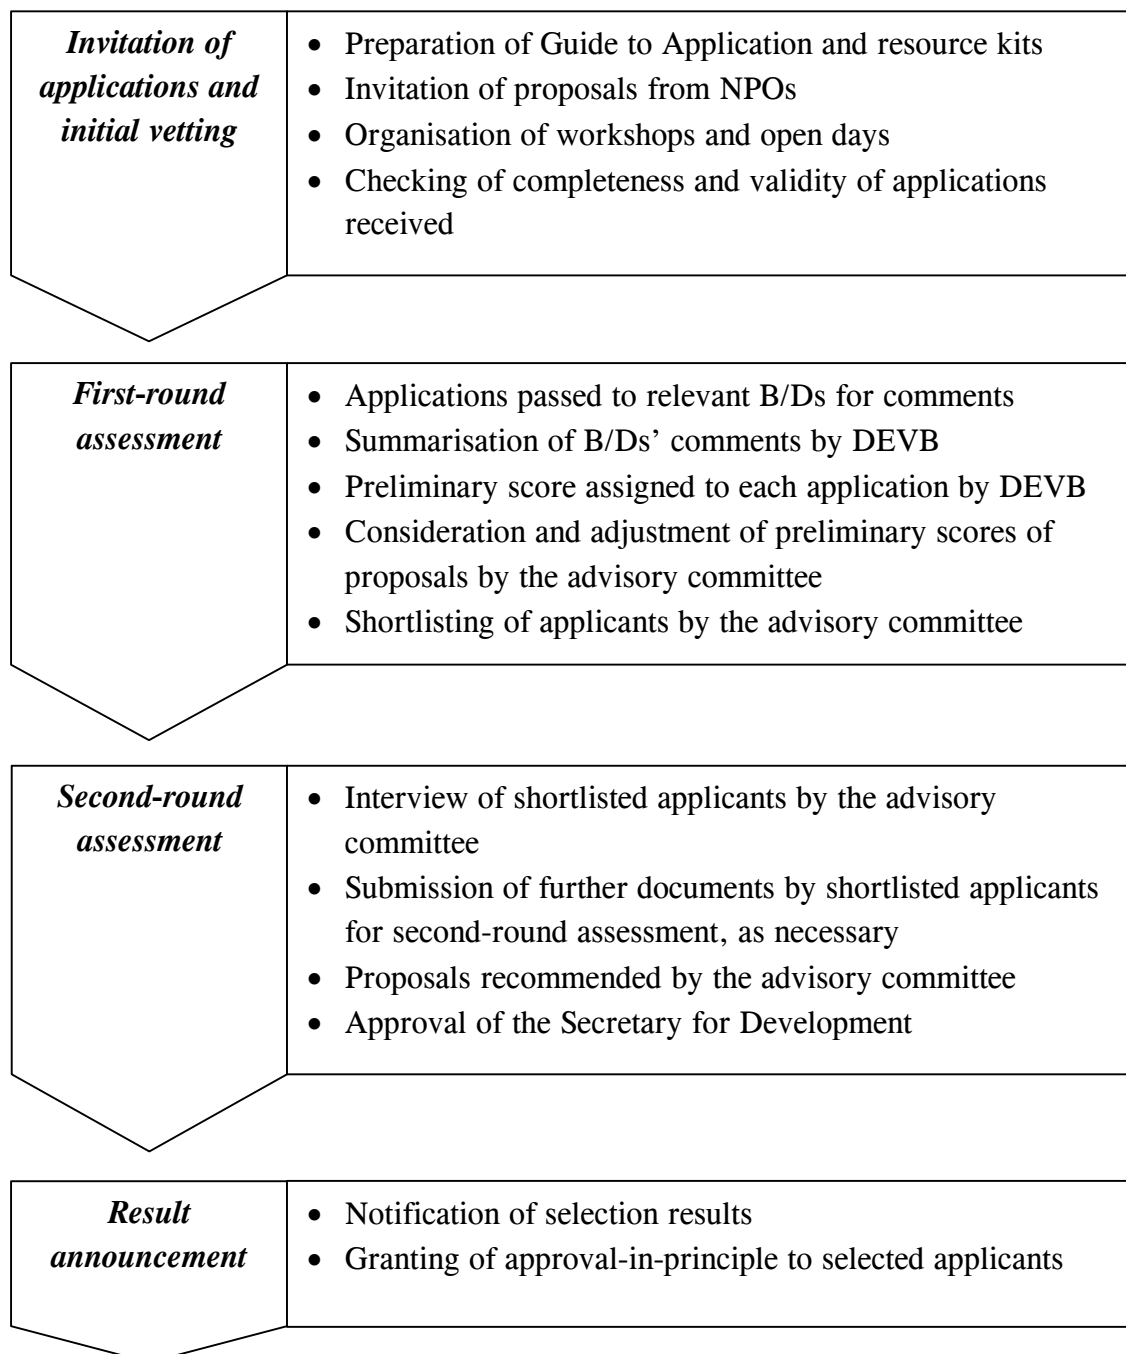 Invitation of
applications and
initial vetting
• Preparation of Guide to Application and resource kits
• Invitation of proposals from NPOs
• Organisation of workshops and open days
• Checking of completeness and validity of applications
received
First-round
assessment
• Applications passed to relevant B/Ds for comments
• Summarisation of B/Ds’ comments by DEVB
• Preliminary score assigned to each application by DEVB
• Consideration and adjustment of preliminary scores of
proposals by the advisory committee
• Shortlisting of applicants by the advisory committee
Second-round
assessment
• Interview of shortlisted applicants by the advisory
committee
• Submission of further documents by shortlisted applicants
for second-round assessment, as necessary
• Proposals recommended by the advisory committee
• Approval of the Secretary for Development
Result
announcement
• Notification of selection results
• Granting of approval-in-principle to selected applicants